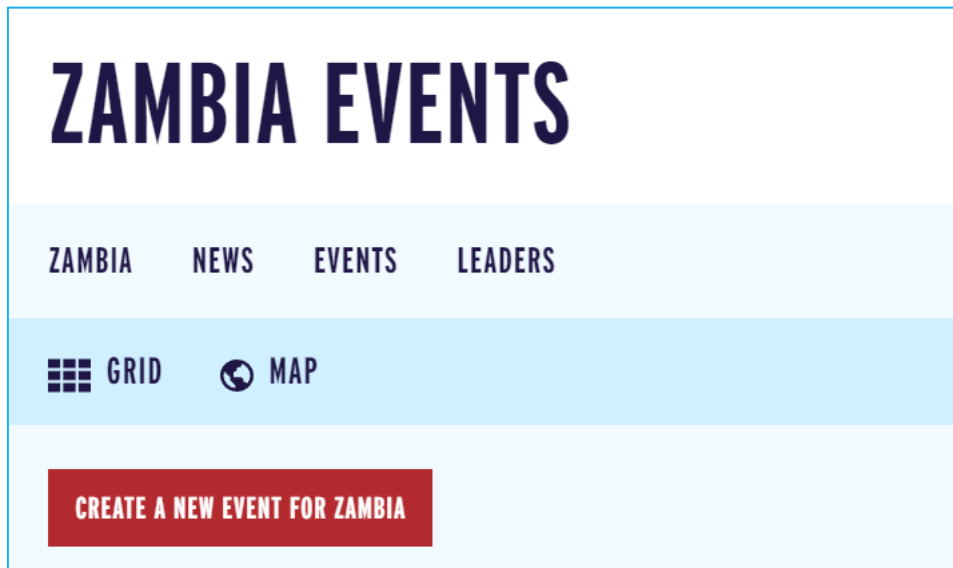 ZAMBIA EVENTS
ZAMBIA NEWS EVENTS LEADERS
GRID MAP
CREATE A NEW EVENT FOR ZAMBIA